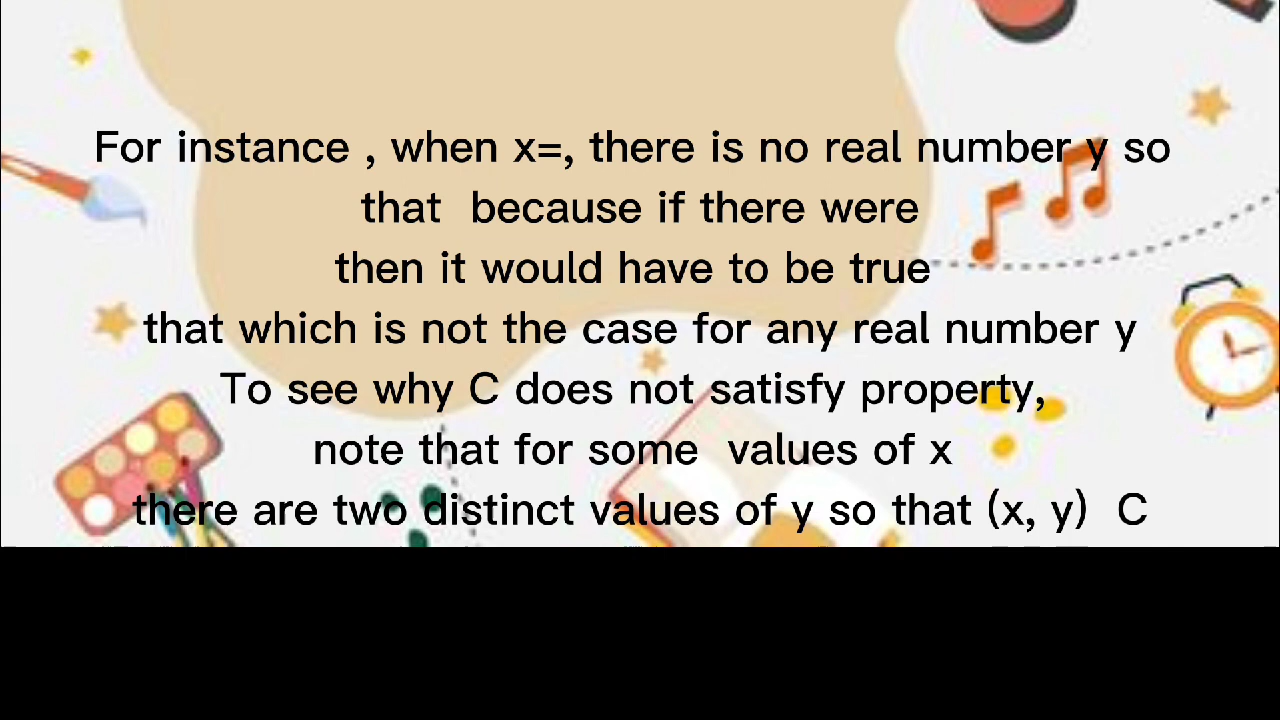 For instance , when x=, there is no real number y so
that  because if there were
then it would have to be true
that which is not the case for any real number y
To see why C does not satisfy property,
note that for some  values of x
there are two distinct values of y so that (x, y)  C